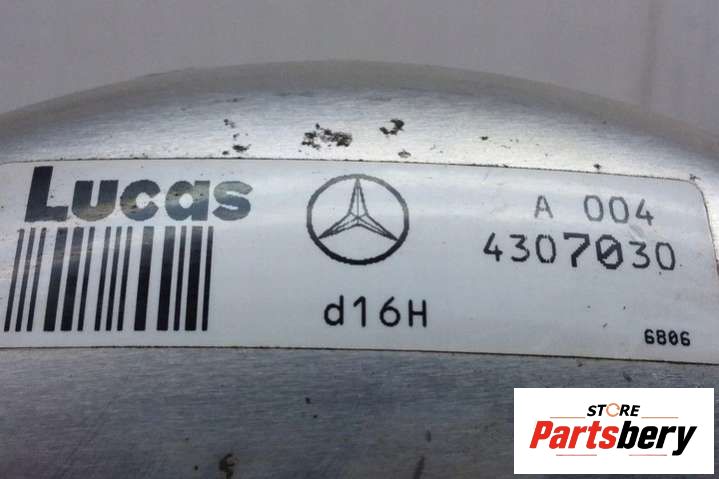 Lucas
A 004
4307030
d16H
6806
STORE
Partsbery